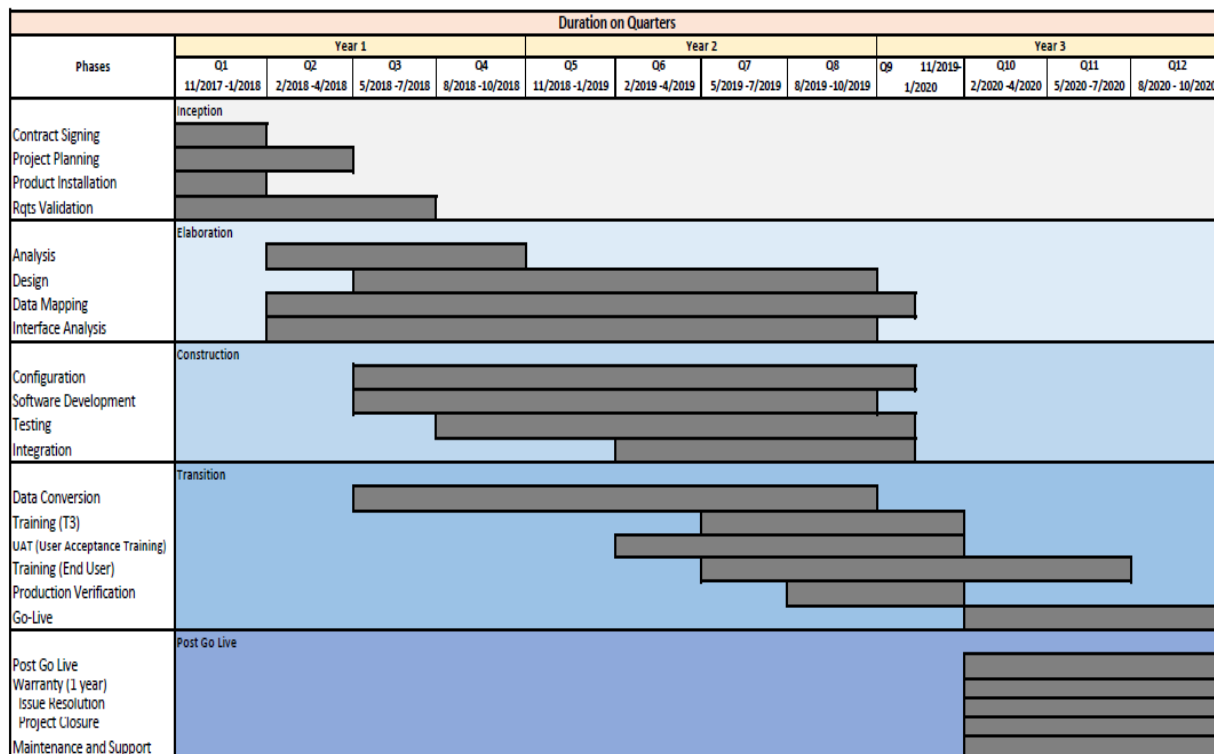 Duration on Quarters
Phases
Year 1
Year 2
Year 3
Q1
Q2
Q3
Q4
Q5
Q6
Q7
Q8
Q9 11/2019-
Q10
Q11
Q12
11/2017 -1/2018
2/2018 -4/2018
5/2018 -7/2018
8/2018 -10/2018
11/2018 -1/2019
2/2019 -4/2019
5/2019 -7/2019
8/2019 -10/2019
1/2020
2/2020 -4/2020
5/2020 -7/2020
8/2020 - 10/2020
Inception
Contract Signing
Project Planning
Product Installation
Rqts Validation
Elaboration
Analysis
Design
Data Mapping
Interface Analysis
Construction
Configuration
Software Development
Testing
Integration
Transition
Data Conversion
Training (T3)
UAT (User Acceptance Training)
Training (End User)
Production Verification
Go-Live
Post Go Live
Post Go Live
Warranty (1 year)
Issue Resolution
Project Closure
Maintenance and Support